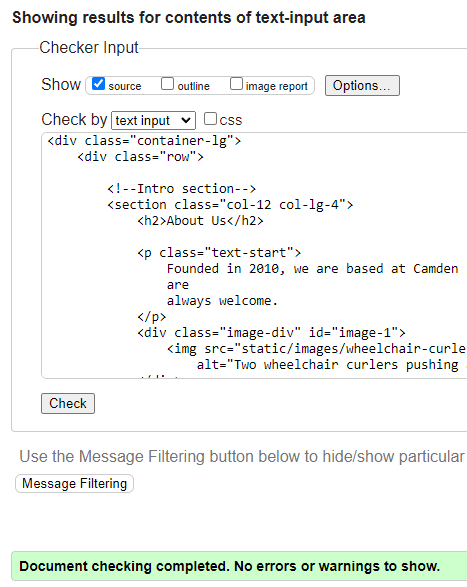 Showing results for contents of text-input area
Checker Input
Show source outline image report Options...
Check by text input css
<div class="container-lg">
<div class="row">
<!--Intro section-->
<section class="col-12 col-lg-4">
<h2>About Us</h2>
<p class="text-start">
Founded in 2010, we are based at Camden
are
always welcome.
</p>
<div class="image-div" id="image-1">
<img src="static/images/wheelchair-curle
alt="Two wheelchair curlers pushing
Check
Use the Message Filtering button below to hide/show particular
Message Filtering
Document checking completed. No errors or warnings to show.